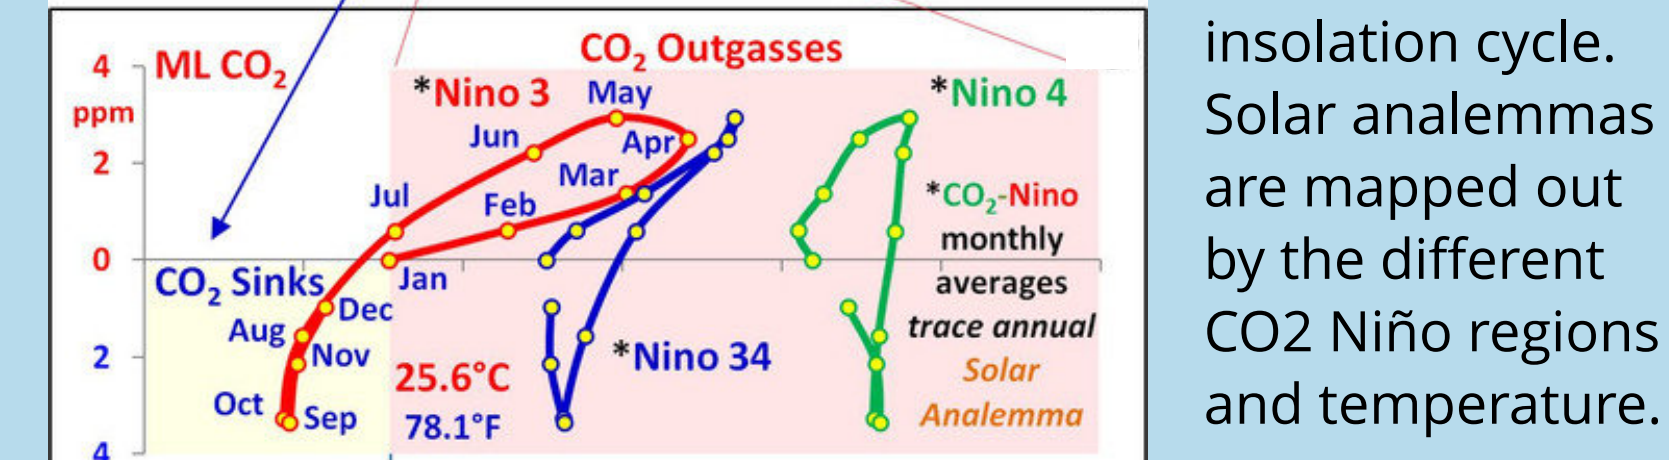 CO₂ Outgasses
4
ML CO₂
*Nino 3
May
*Nino 4
ppm
Jun
Apr
2
Mar
Jul
Feb
*CO₂-Nino
monthly
averages
trace annual
Solar
Analemma
0
Jan
CO₂ Sinks
Dec
Aug
Nov
2
*Nino 34
25.6°C
Oct
Sep
78.1°F
4
insolation cycle.
Solar analemmas
are mapped out
by the different
CO2 Niño regions
and temperature.